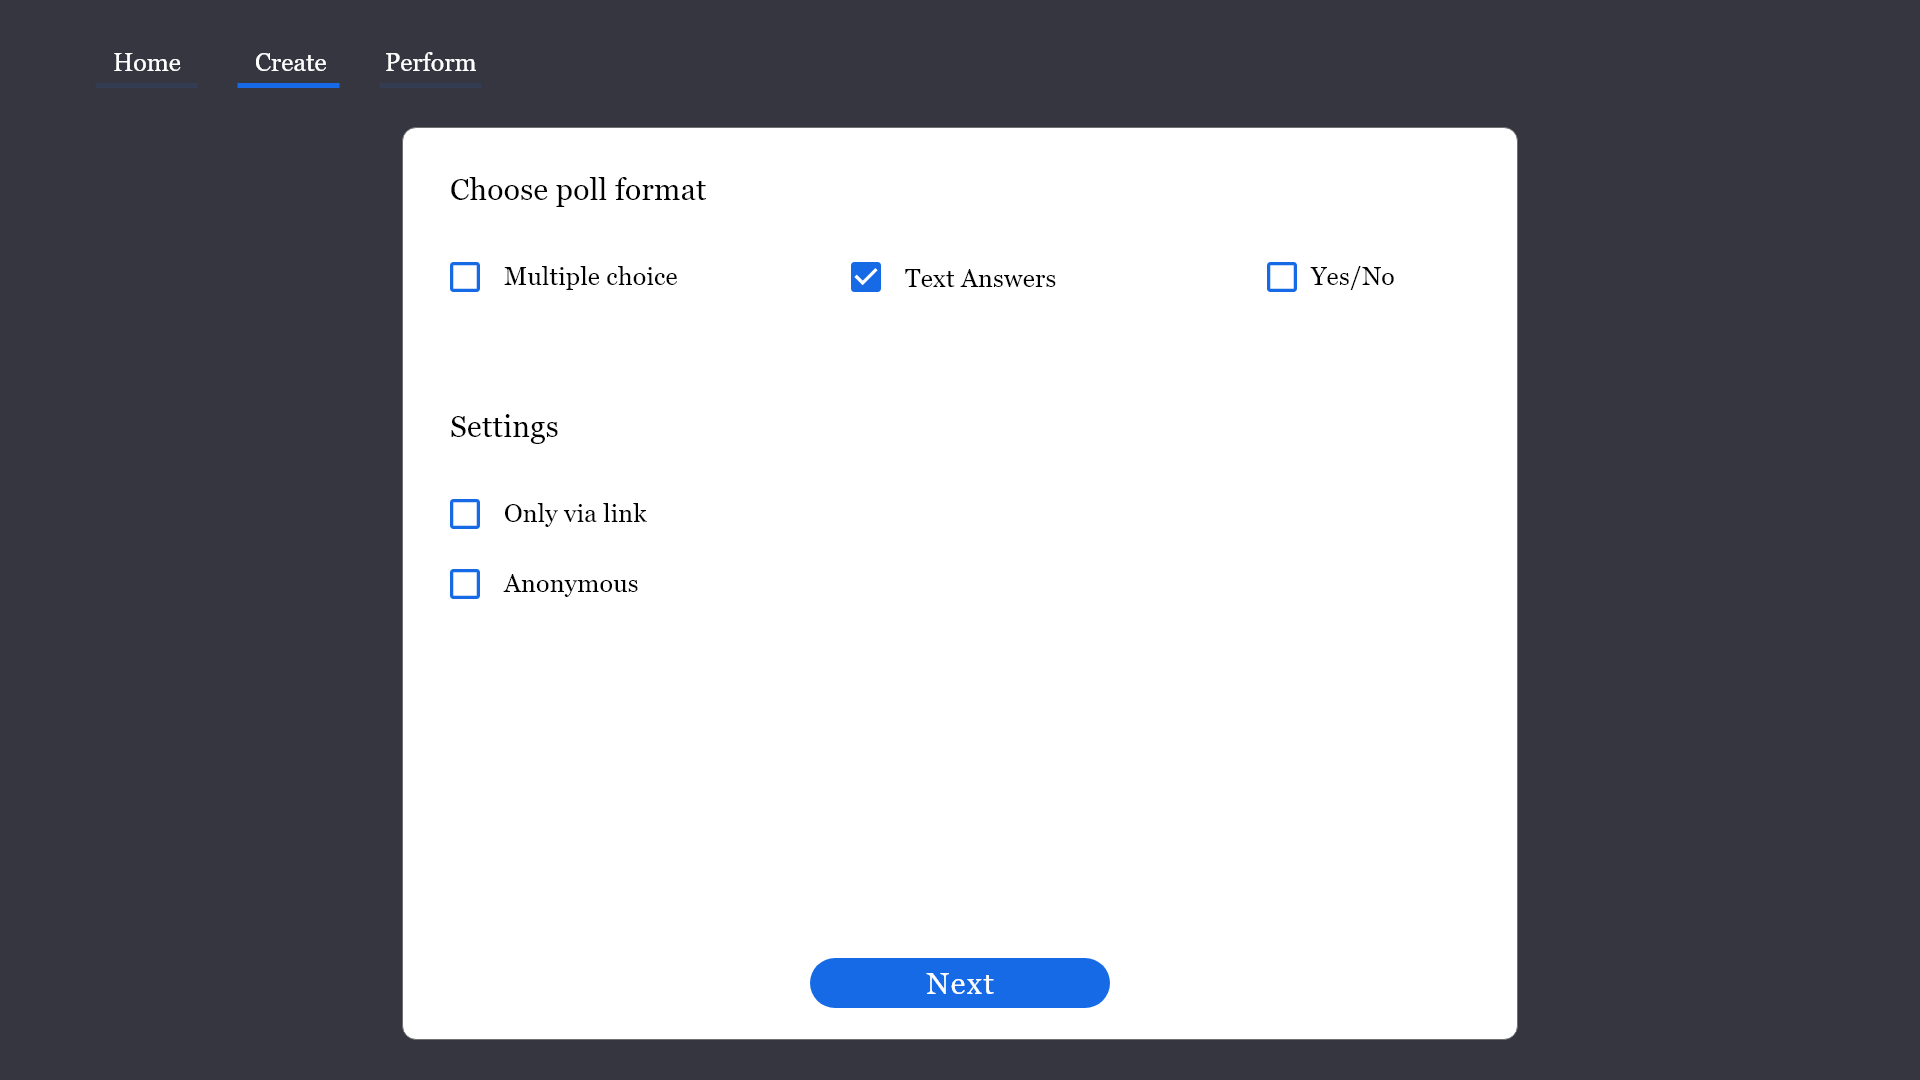 Home Create Perform
Choose poll format
Multiple choice Text Answers Yes/No
Settings
Only via link
Anonymous
Next